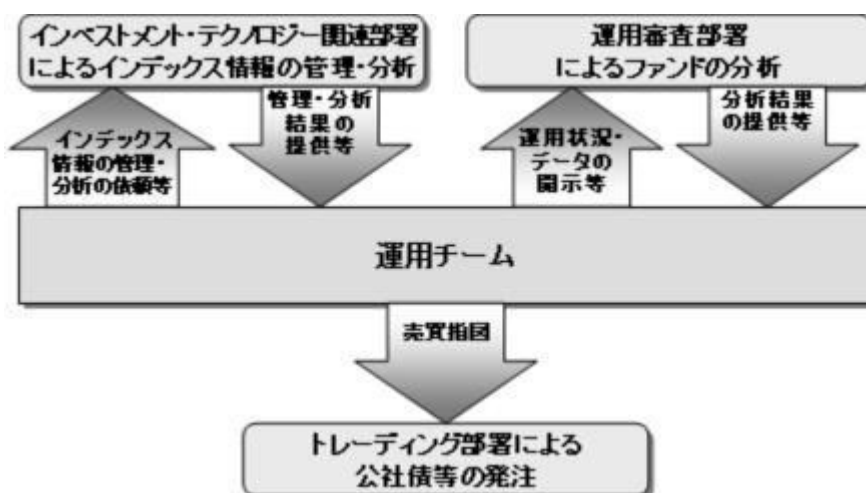 インベストメント・テクノロジー関連部署
によるインデックス情報の管理・分析
運用審査部署
によるファンドの分析
インデックス
情報の管理・
分析の依頼等
管理・分析
結果の
提供等
運用状況・
データの
開示等
分析結果
の提供等
運用チーム
売買指図
トレーディング部署による
公社債等の発注